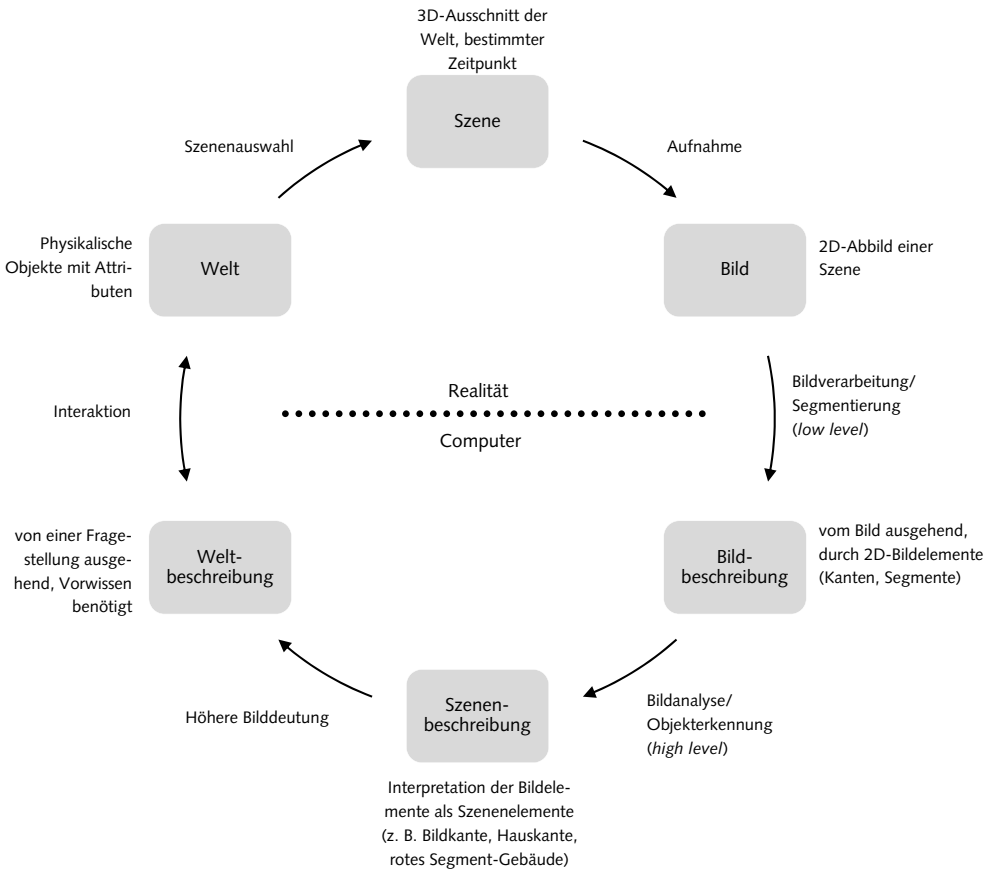 3D-Ausschnitt der
Welt, bestimmter
Zeitpunkt
Szene
Szenenauswahl
Aufnahme
Physikalische
Objekte mit Attri-
buten
Welt
Bild
2D-Abbild einer
Szene
Interaktion
Realität
Computer
Bildverarbeitung/
Segmentierung
(low level)
von einer Frage-
stellung ausge-
hend, Vorwissen
benötigt
Welt-
beschreibung
Bild-
beschreibung
vom Bild ausgehend,
durch 2D-Bildelemente
(Kanten, Segmente)
Höhere Bilddeutung
Szenen-
beschreibung
Bildanalyse/
Objekterkennung
(high level)
Interpretation der Bildele-
mente als Szenenelemente
(z. B. Bildkante, Hauskante,
rotes Segment-Gebäude)